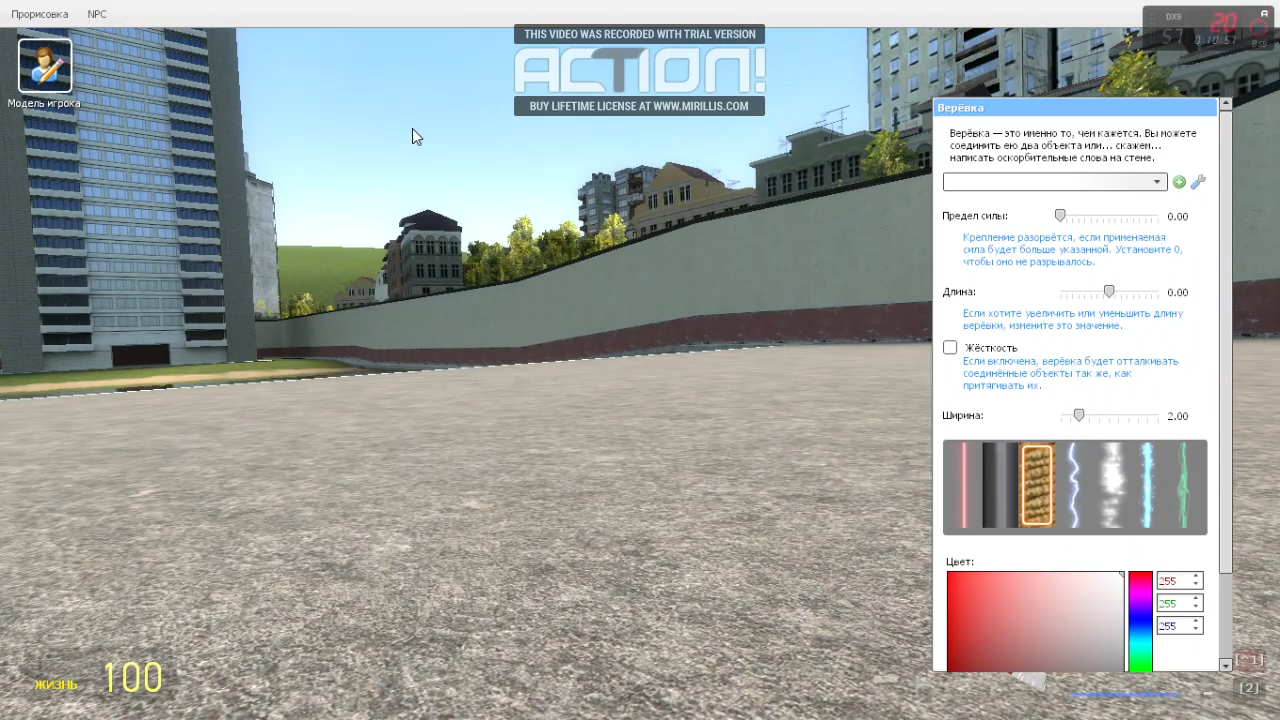 Прорисовка NPC
THIS VIDEO WAS RECORDED WITH TRIAL VERSION
ACTION!
BUY LIFETIME LICENSE AT WWW.MIRILLIS.COM
DX9 20
57 0:10:57
Модель игрока
Верёвка
Верёвка — это именно то, чем кажется. Вы можете
соединить ею два объекта или... скажем...
написать оскорбительные слова на стене.
Предел силы: 0.00
Крепление разорвётся, если применяемая
сила будет больше указанной. Установите 0,
чтобы оно не разрывалось.
Длина: 0.00
Если хотите увеличить или уменьшить длину
верёвки, измените это значение.
Жёсткость
Если включена, верёвка будет отталкивать
соединённые объекты так же, как
притягивать их.
Ширина: 2.00
Цвет:
255
255
255
ЖИЗНЬ 100
[2]